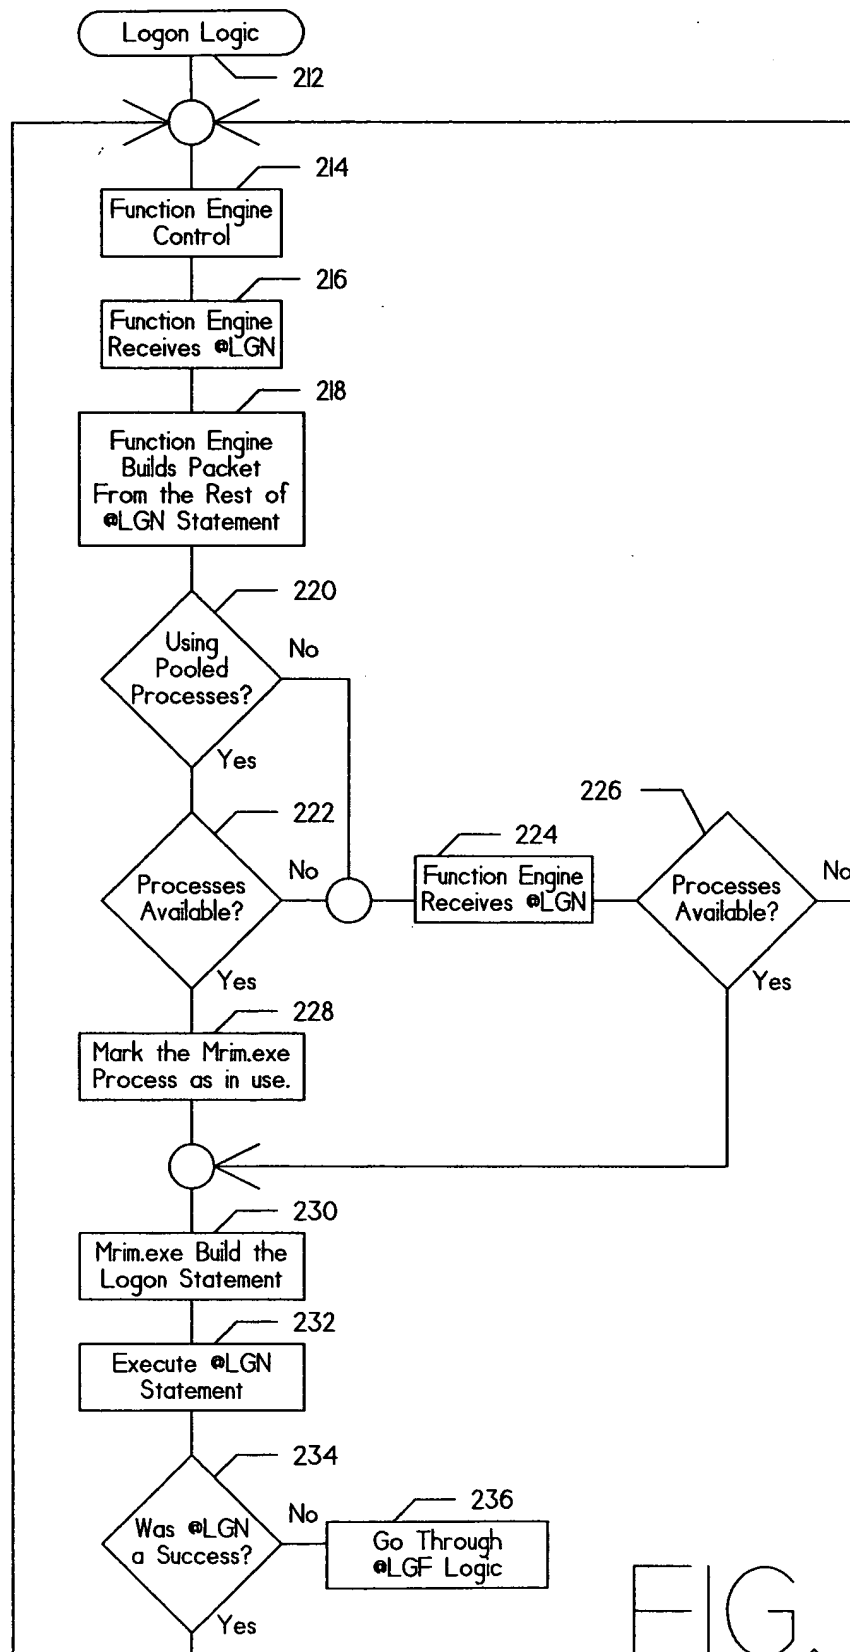 Logon Logic
212
214
Function Engine
Control
216
Function Engine
Receives @LGN
218
Function Engine
Builds Packet
From the Rest of
@LGN Statement
220
Using
Pooled
Processes?
No
Yes
222
Processes
Available?
No
Yes
224
Function Engine
Receives @LGN
226
Processes
Available?
No
Yes
228
Mark the Mrim.exe
Process as in use.
230
Mrim.exe Build the
Logon Statement
232
Execute @LGN
Statement
234
Was @LGN
a Success?
No
Yes
236
Go Through
@LGF Logic
FIG.